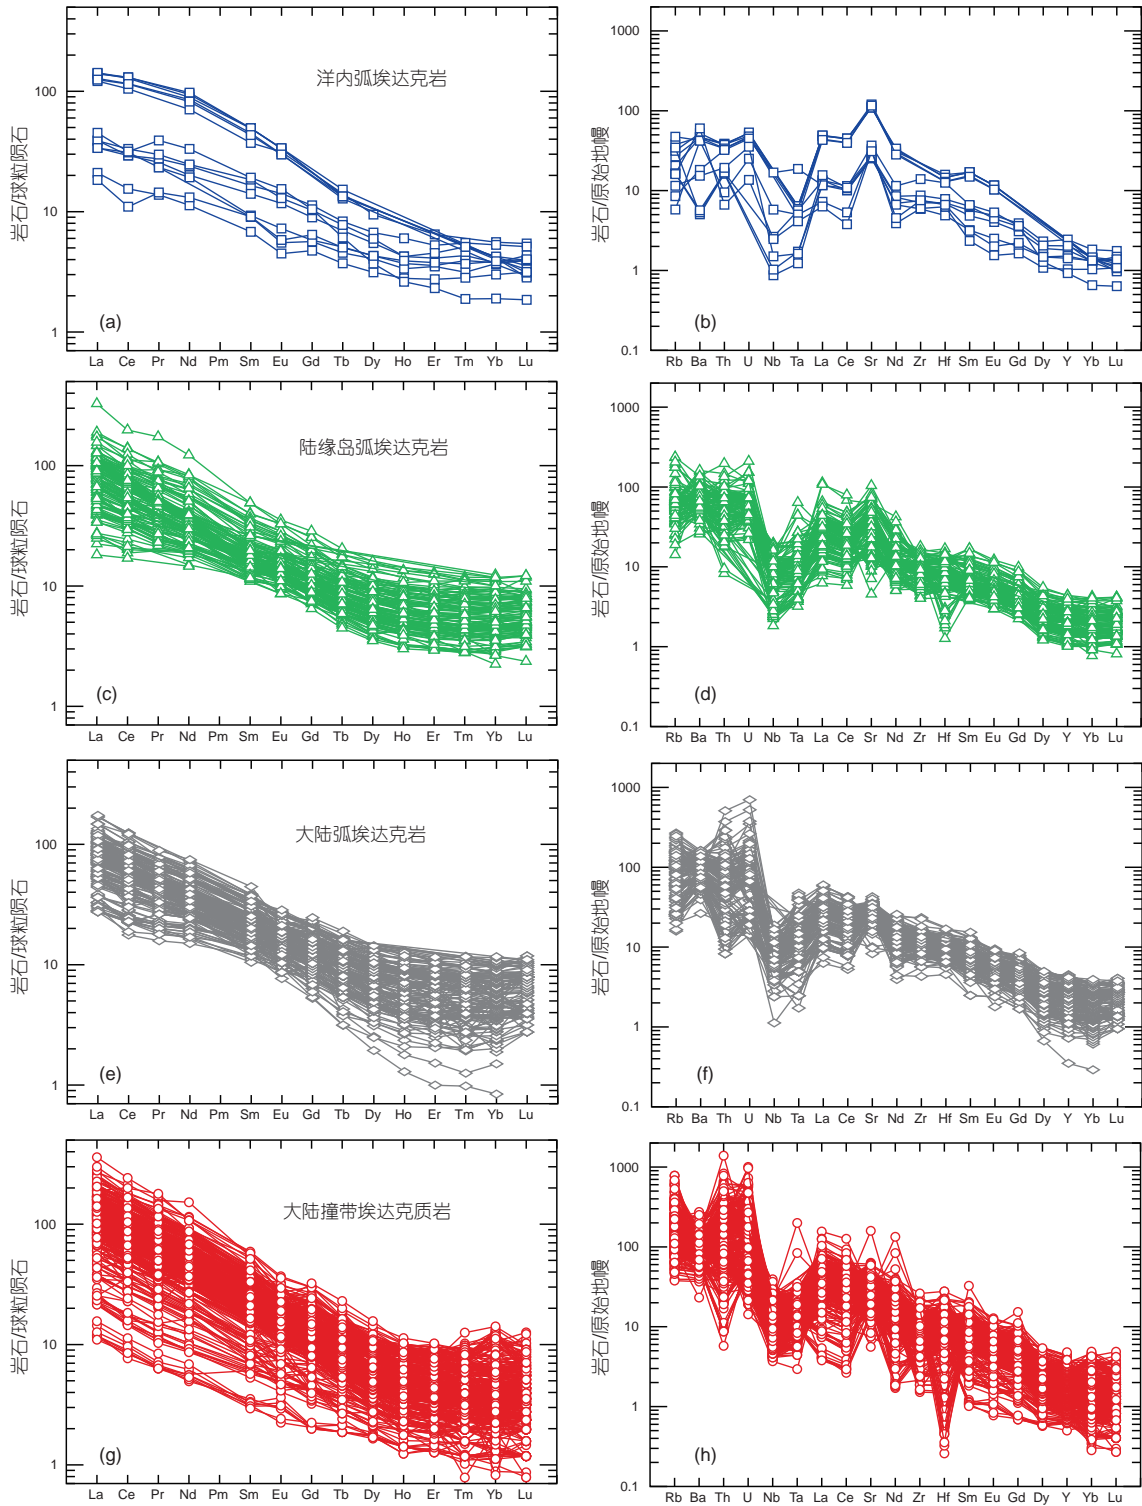 岩石/球粒陨石
100
10
1
洋内弧埃达克岩
(a)
La Ce Pr Nd Pm Sm Eu Gd Tb Dy Ho Er Tm Yb Lu
岩石/原始地幔
1000
100
10
1
0.1
(b)
Rb Ba Th U Nb Ta La Ce Sr Nd Zr Hf Sm Eu Gd Dy Y Yb Lu
岩石/球粒陨石
100
10
1
陆缘岛弧埃达克岩
(c)
La Ce Pr Nd Pm Sm Eu Gd Tb Dy Ho Er Tm Yb Lu
岩石/原始地幔
1000
100
10
1
0.1
(d)
Rb Ba Th U Nb Ta La Ce Sr Nd Zr Hf Sm Eu Gd Dy Y Yb Lu
岩石/球粒陨石
100
10
1
大陆弧埃达克岩
(e)
La Ce Pr Nd Pm Sm Eu Gd Tb Dy Ho Er Tm Yb Lu
岩石/原始地幔
1000
100
10
1
0.1
(f)
Rb Ba Th U Nb Ta La Ce Sr Nd Zr Hf Sm Eu Gd Dy Y Yb Lu
岩石/球粒陨石
100
10
1
大陆撞带埃达克质岩
(g)
La Ce Pr Nd Pm Sm Eu Gd Tb Dy Ho Er Tm Yb Lu
岩石/原始地幔
1000
100
10
1
0.1
(h)
Rb Ba Th U Nb Ta La Ce Sr Nd Zr Hf Sm Eu Gd Dy Y Yb Lu